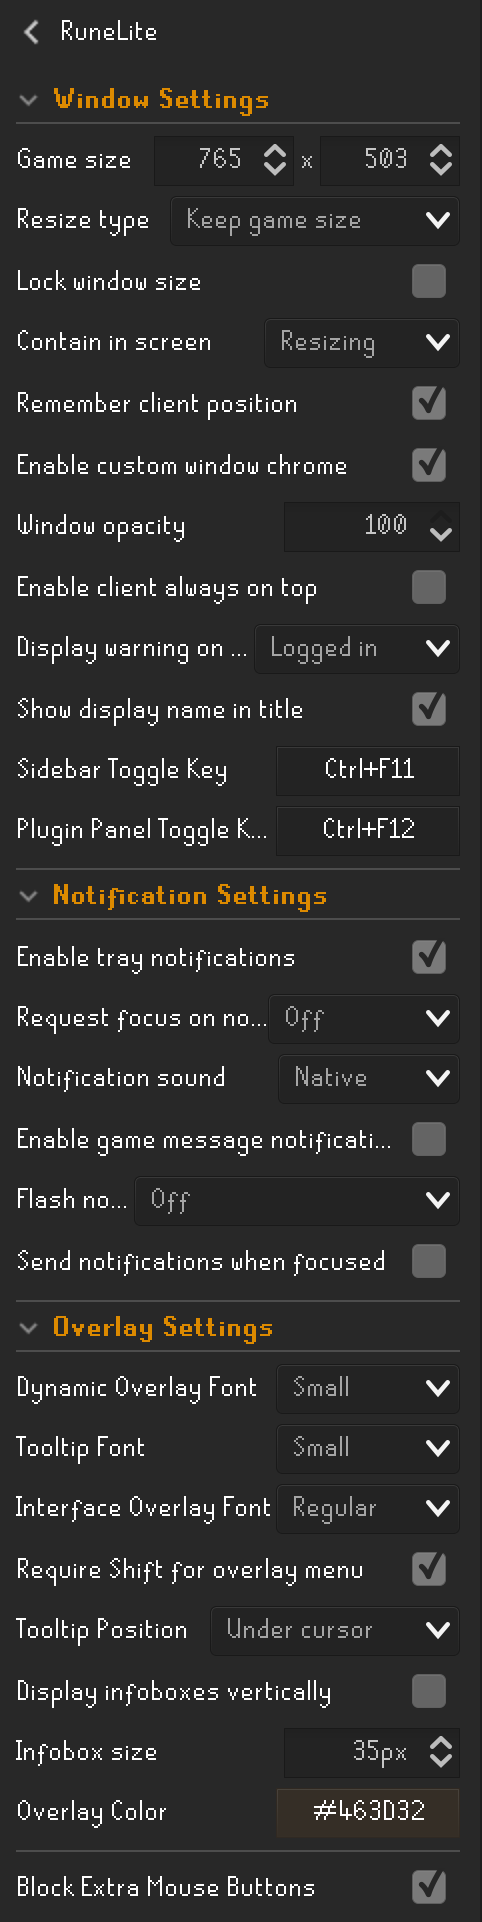 RuneLite
Window Settings
Game size 765 x 503
Resize type Keep game size
Lock window size
Contain in screen Resizing
Remember client position
Enable custom window chrome
Window opacity 100
Enable client always on top
Display warning on ... Logged in
Show display name in title
Sidebar Toggle Key Ctrl+F11
Plugin Panel Toggle K... Ctrl+F12
Notification Settings
Enable tray notifications
Request focus on no... Off
Notification sound Native
Enable game message notificati...
Flash no... Off
Send notifications when focused
Overlay Settings
Dynamic Overlay Font Small
Tooltip Font Small
Interface Overlay Font Regular
Require Shift for overlay menu
Tooltip Position Under cursor
Display infoboxes vertically
Infobox size 35px
Overlay Color #463D32
Block Extra Mouse Buttons